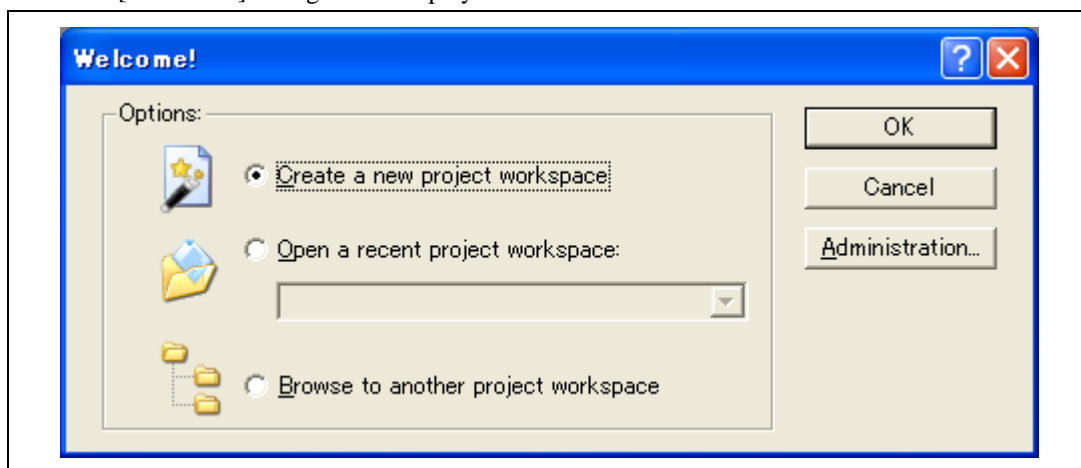 Welcome!
Options:
Create a new project workspace
Open a recent project workspace:
Browse to another project workspace
OK
Cancel
Administration...